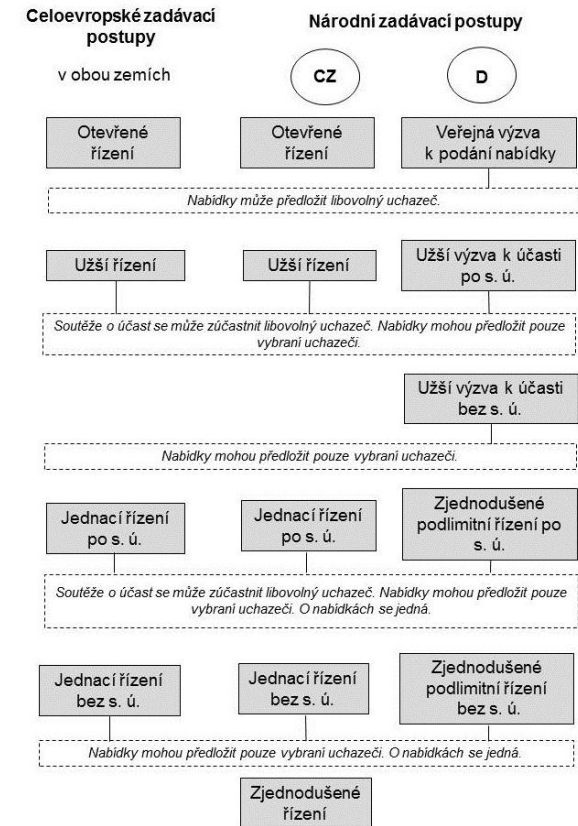 Celoevropské zadávací
postupy
Národní zadávací postupy
v obou zemích
CZ
D
Otevřené
řízení
Otevřené
řízení
Veřejná výzva
k podání nabídky
Nabídky může předložit libovolný uchazeč.
Užší řízení
Užší řízení
Užší výzva k účasti
po s. ú.
Soutěže o účast se může zúčastnit libovolný uchazeč. Nabídky mohou předložit pouze
vybraní uchazeči.
Užší výzva k účasti
bez s. ú.
Nabídky mohou předložit pouze vybraní uchazeči.
Jednací řízení
po s. ú.
Jednací řízení
po s. ú.
Zjednodušené
podlimitní řízení po
s. ú.
Soutěže o účast se může zúčastnit libovolný uchazeč. Nabídky mohou předložit pouze
vybraní uchazeči. O nabídkách se jedná.
Jednací řízení
bez s. ú.
Jednací řízení
bez s. ú.
Zjednodušené
podlimitní řízení
bez s. ú.
Nabídky mohou předložit pouze vybraní uchazeči. O nabídkách se jedná.
Zjednodušené
řízení